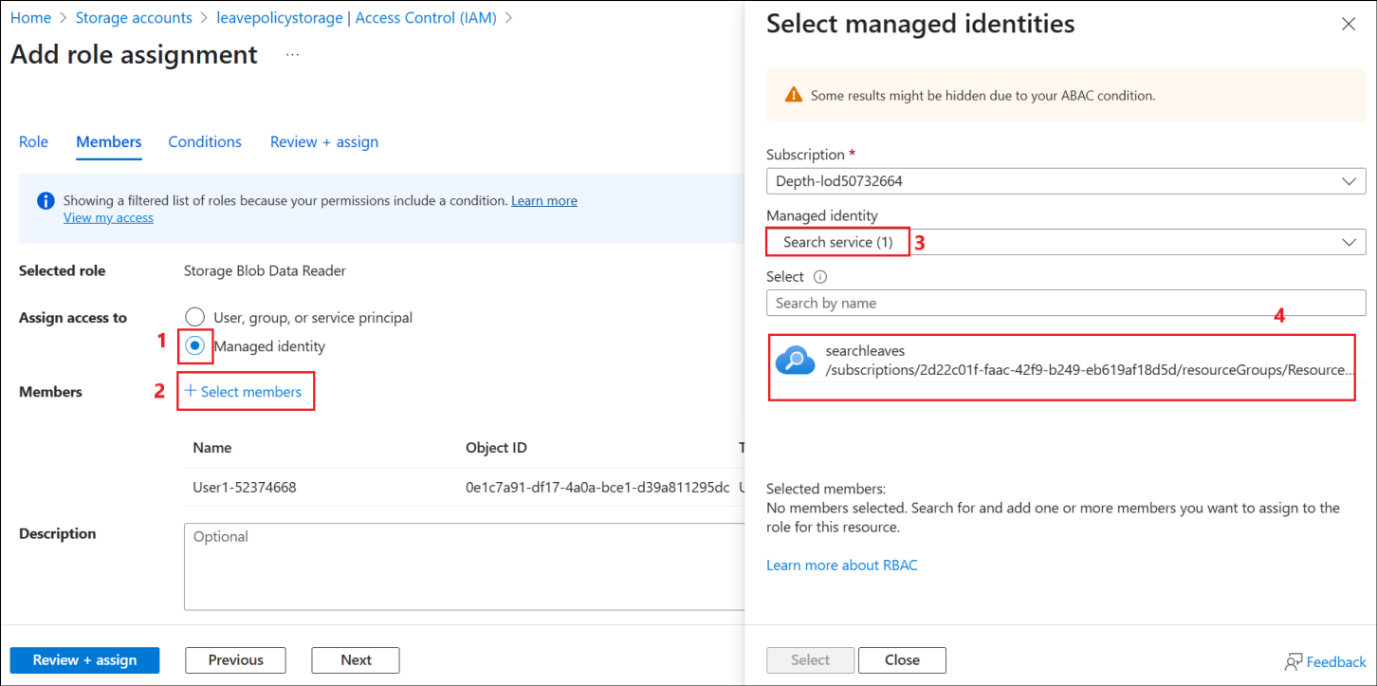 Home > Storage accounts > leavepolicystorage | Access Control (IAM) >
Add role assignment ...
Role Members Conditions Review + assign
Showing a filtered list of roles because your permissions include a condition. Learn more
View my access
Selected role Storage Blob Data Reader
Assign access to User, group, or service principal
1 Managed identity
Members 2 + Select members
Name Object ID T
User1-52374668 0e1c7a91-df17-4a0a-bce1-d39a811295dc U
Description Optional
Review + assign Previous Next
Select managed identities
Some results might be hidden due to your ABAC condition.
Subscription *
Depth-lod50732664
Managed identity
Search service (1) 3
Select
Search by name
4
searchleaves
/subscriptions/2d22c01f-faac-42f9-b249-eb619af18d5d/resourceGroups/Resource...
Selected members:
No members selected. Search for and add one or more members you want to assign to the
role for this resource.
Learn more about RBAC
Select Close Feedback